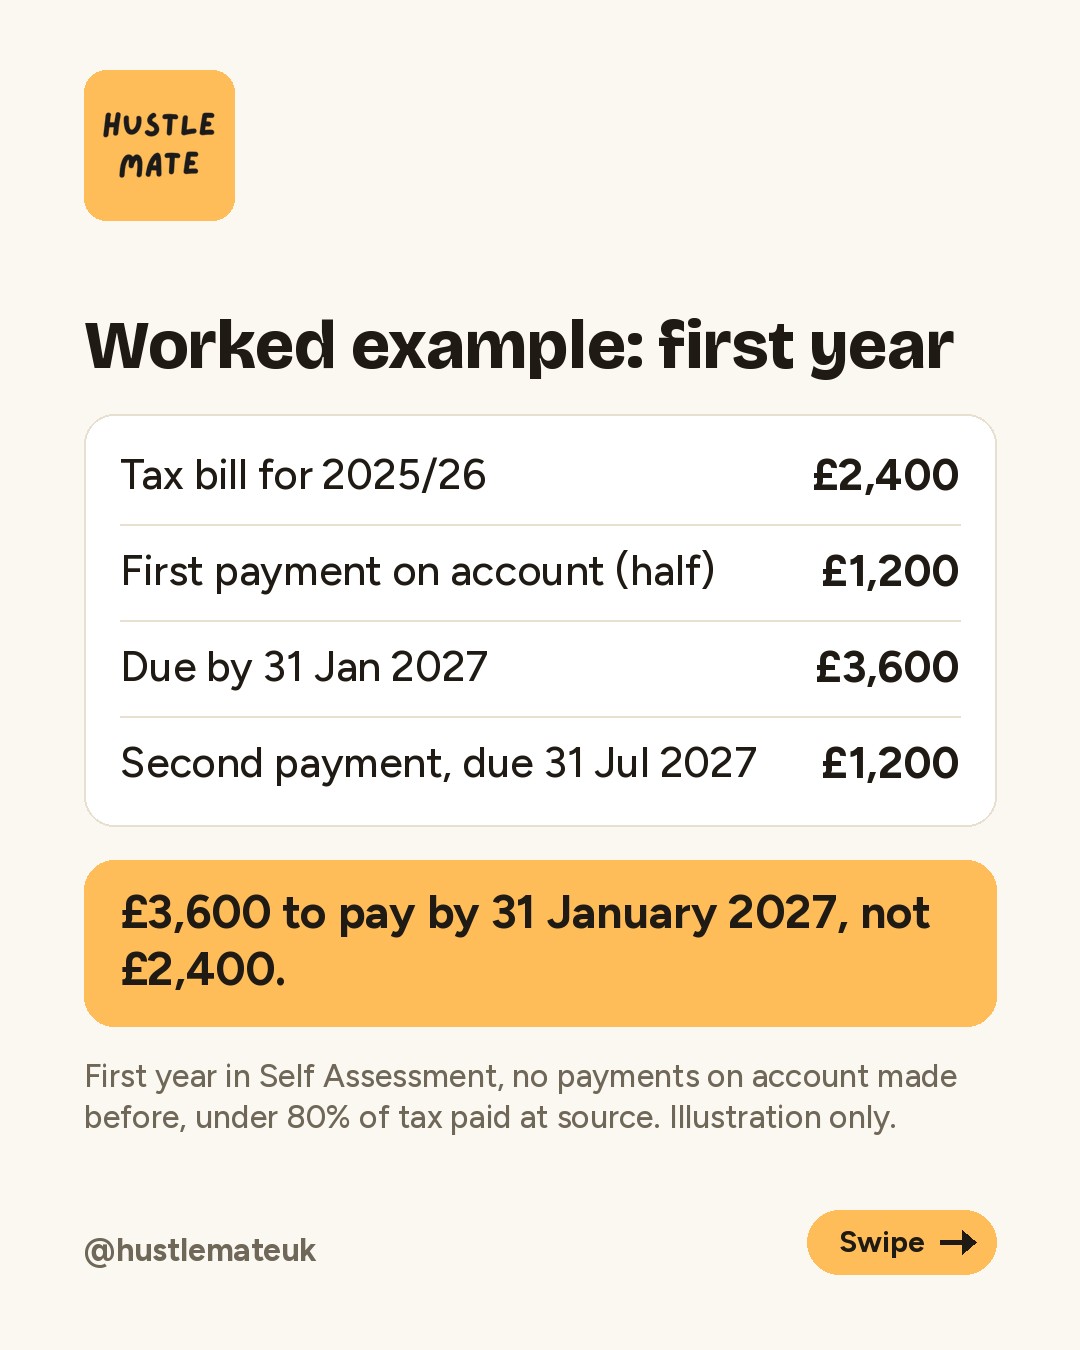 HUSTLE
MATE
Worked example: first year
Tax bill for 2025/26 £2,400
First payment on account (half) £1,200
Due by 31 Jan 2027 £3,600
Second payment, due 31 Jul 2027 £1,200
£3,600 to pay by 31 January 2027, not
£2,400.
First year in Self Assessment, no payments on account made
before, under 80% of tax paid at source. Illustration only.
@hustlemateuk
Swipe